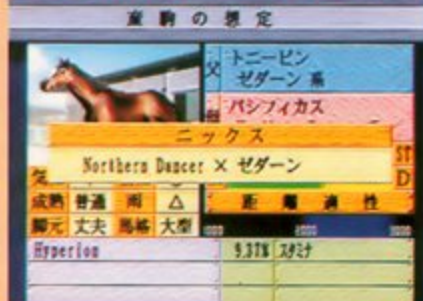 産駒の想定
父 トニービン
ゼダーン 系
パシフィカス
ニックス
Northern Dancer × ゼダーン
気
ST
D
成熟 普通 雨 △
距離適性
脚元 丈夫 馬格 大型
Hyperion 9.37% スタミナ